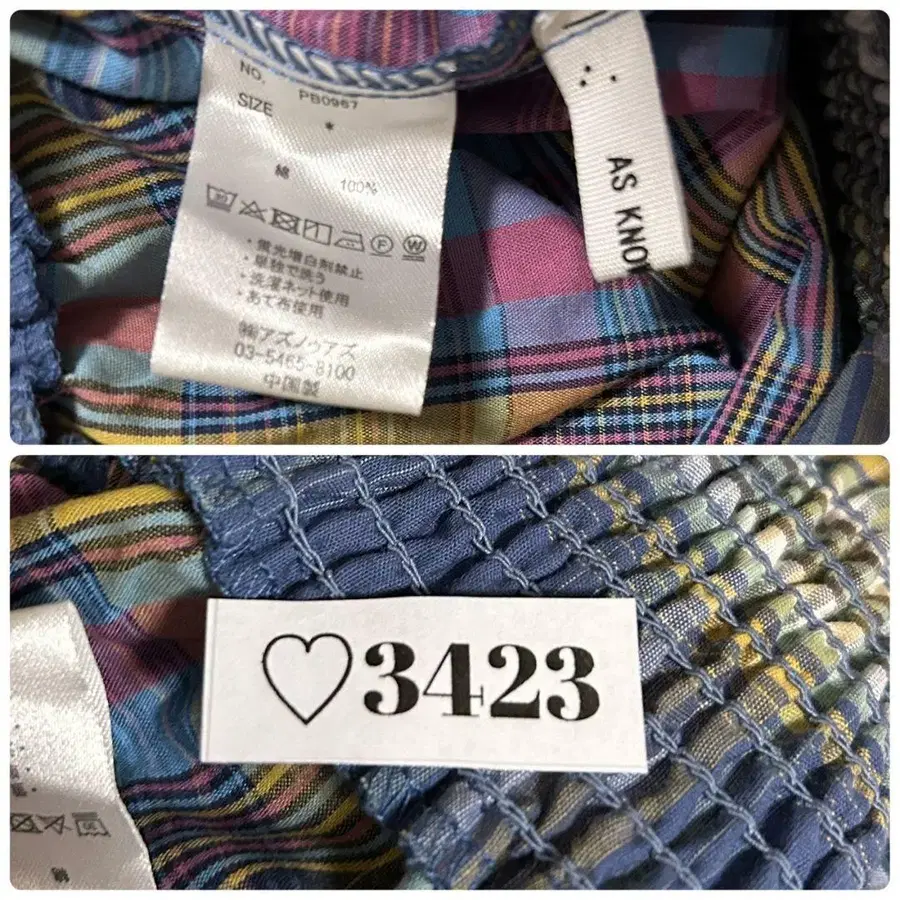 NO.
PB0967
SIZE
*
綿 100%
・蛍光増白剤禁止
・単独で洗う
・洗濯ネット使用
・あて布使用
㈱アズノゥアズ
03-5465-8100
中国製
AS KNOW
♡3423